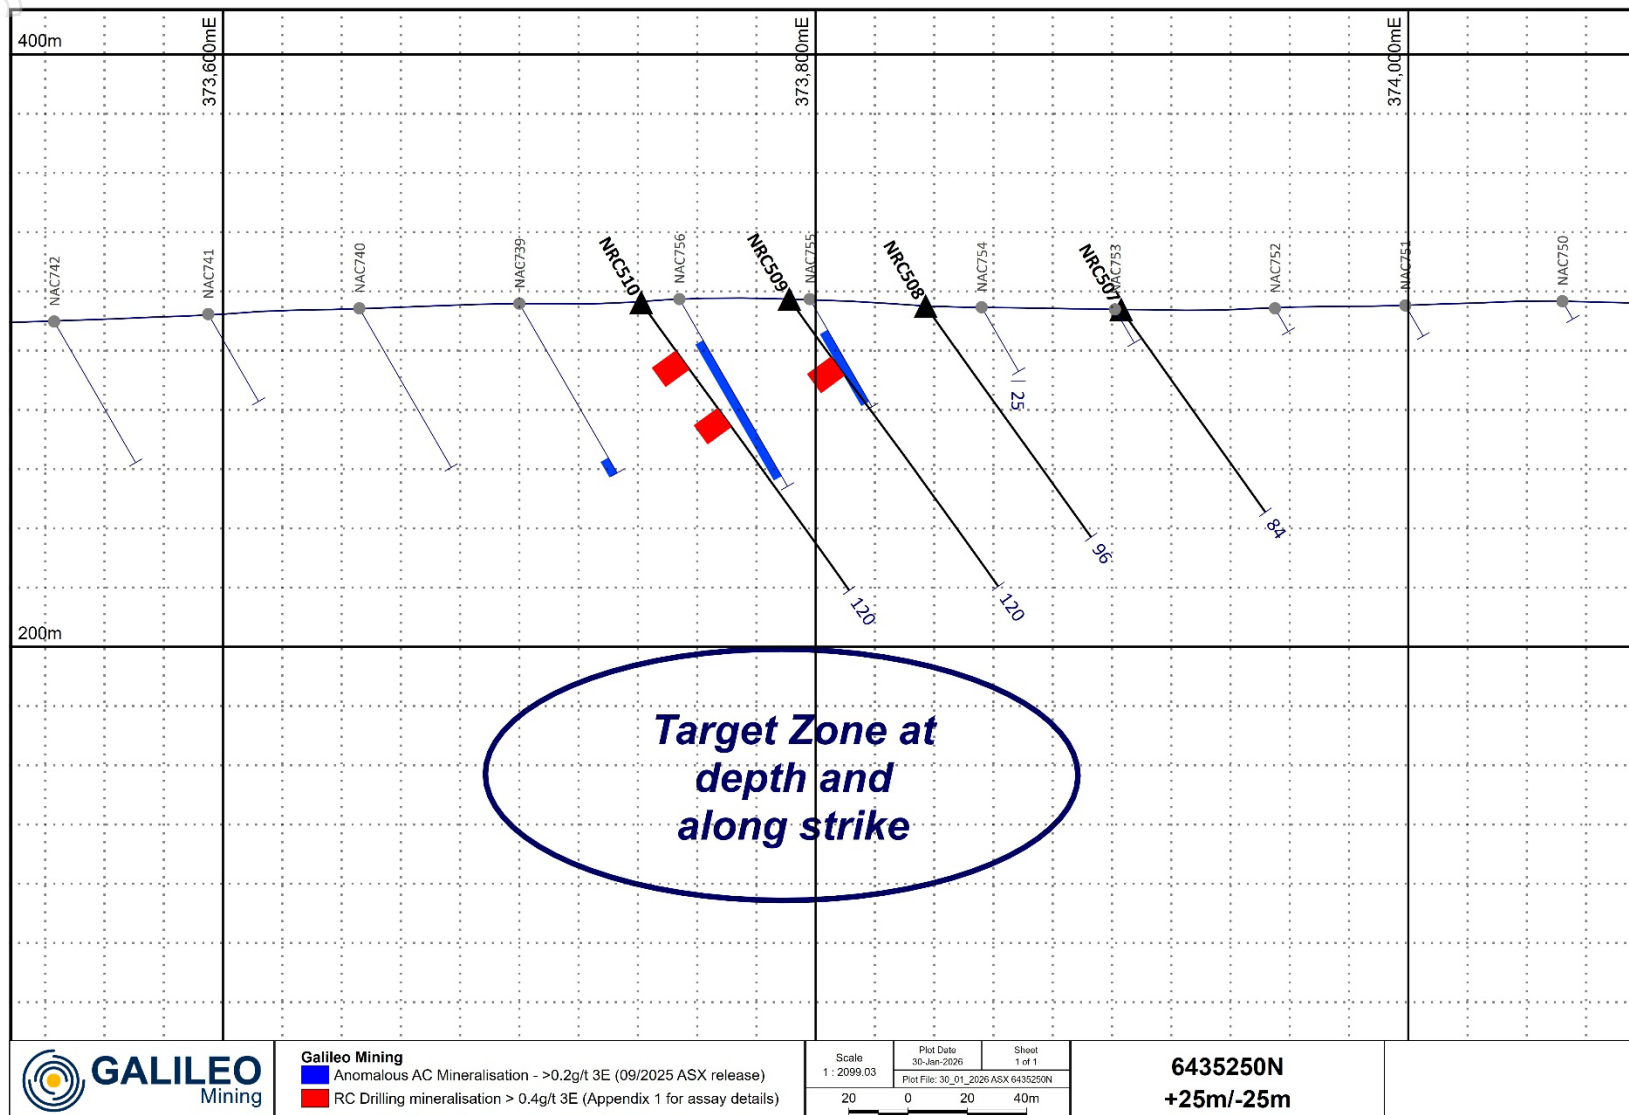 400m
373,600mE
373,800mE
374,000mE
NAC742
NAC741
NAC740
NAC739
NRC510
NAC756
NRC509
NAC755
NRC508
NAC754
NRC507
NAC753
NAC752
NAC751
NAC750
25
84
96
120
120
200m
Target Zone at
depth and
along strike
GALILEO
Mining
Galileo Mining
Anomalous AC Mineralisation - >0.2g/t 3E (09/2025 ASX release)
RC Drilling mineralisation > 0.4g/t 3E (Appendix 1 for assay details)
Scale
1 : 2099.03
Plot Date
30-Jan-2026
Sheet
1 of 1
Plot File: 30_01_2026 ASX 6435250N
20 0 20 40m
6435250N
+25m/-25m